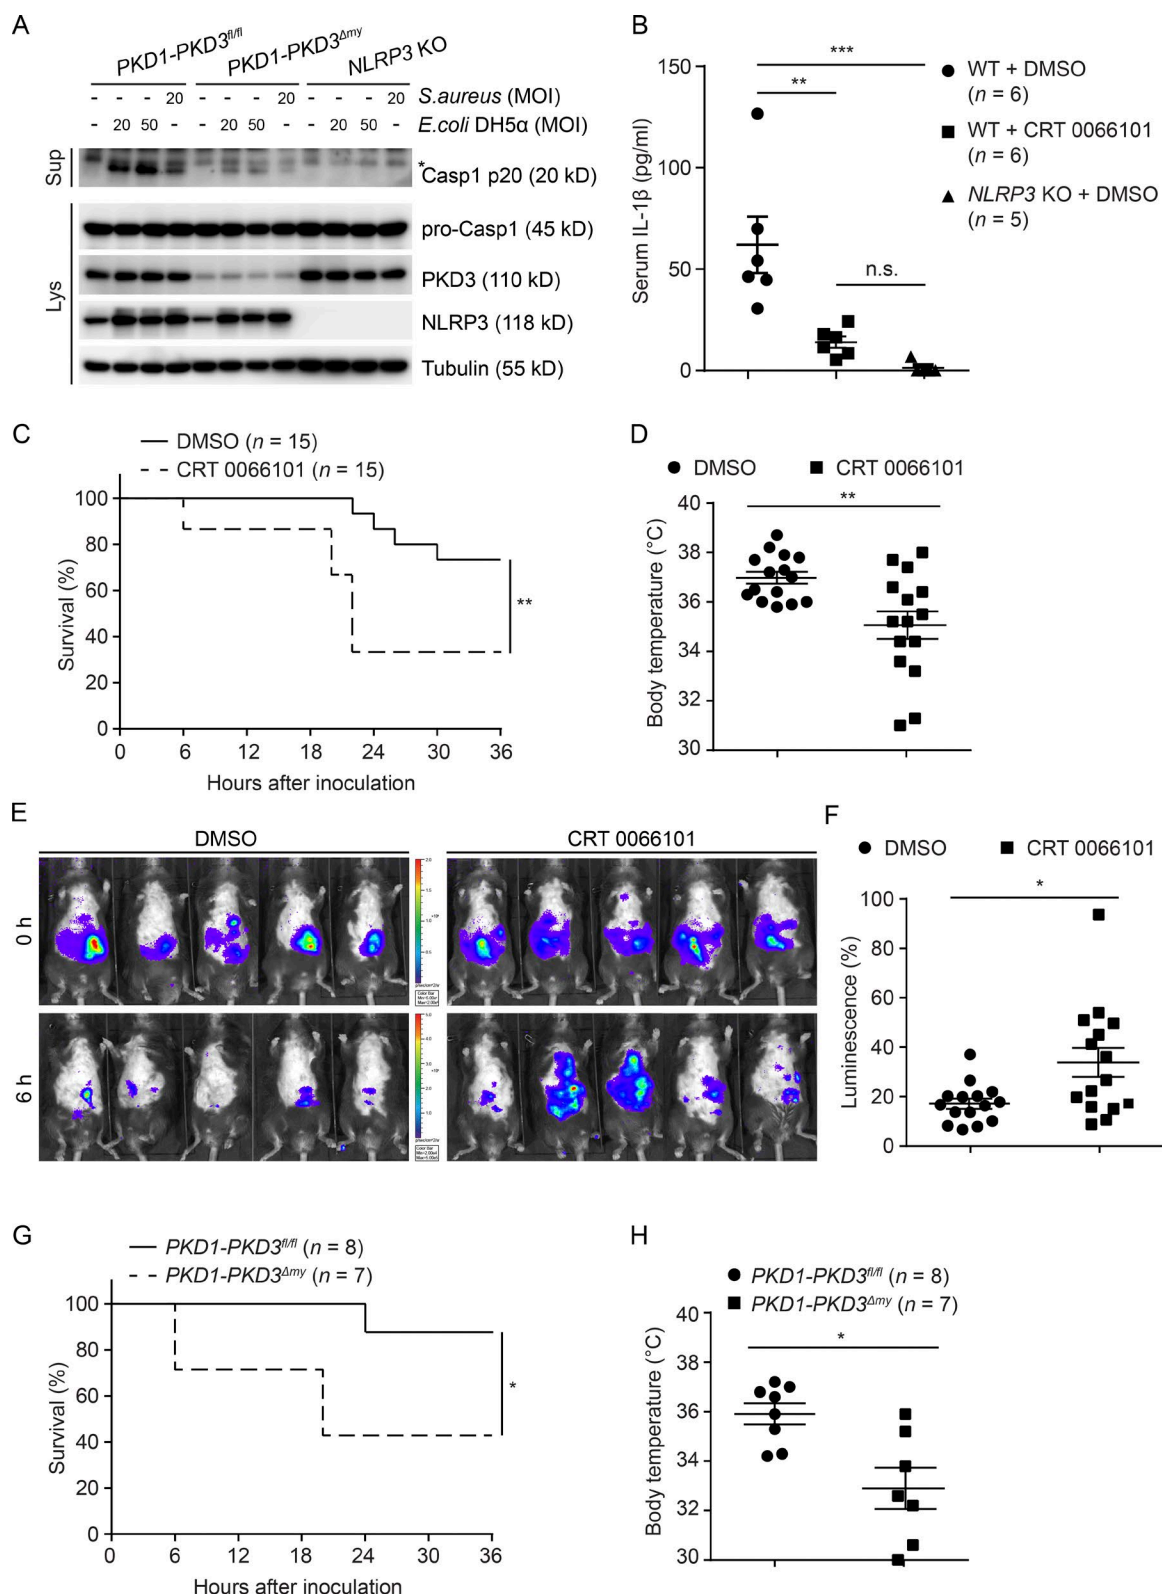 A
PKD1-PKD3fl/fl PKD1-PKD3Δmy NLRP3 KO
- - - 20 - - - 20 - - - 20 S.aureus (MOI)
- 20 50 - - 20 50 - - 20 50 - E.coli DH5α (MOI)
Sup
*Casp1 p20 (20 kD)
Lys
pro-Casp1 (45 kD)
PKD3 (110 kD)
NLRP3 (118 kD)
Tubulin (55 kD)
B
Serum IL-1β (pg/ml)
150
100
50
0
***
**
n.s.
WT + DMSO
(n = 6)
WT + CRT 0066101
(n = 6)
NLRP3 KO + DMSO
(n = 5)
C
DMSO (n = 15)
CRT 0066101 (n = 15)
Survival (%)
100
80
60
40
20
0
**
0 6 12 18 24 30 36
Hours after inoculation
D
DMSO CRT 0066101
**
Body temperature (°C)
40
38
36
34
32
30
E
DMSO CRT 0066101
0 h
6 h
F
DMSO CRT 0066101
*
Luminescence (%)
100
80
60
40
20
0
G
PKD1-PKD3fl/fl (n = 8)
PKD1-PKD3Δmy (n = 7)
Survival (%)
100
80
60
40
20
0
*
0 6 12 18 24 30 36
Hours after inoculation
H
PKD1-PKD3fl/fl (n = 8)
PKD1-PKD3Δmy (n = 7)
*
Body temperature (°C)
40
38
36
34
32
30